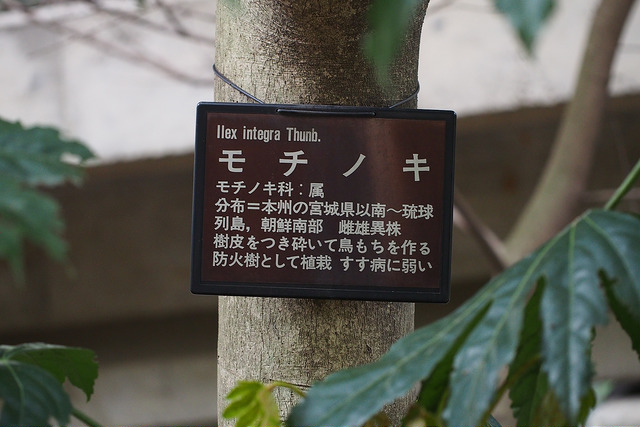 Ilex integra Thunb.
モチノキ
モチノキ科：属
分布＝本州の宮城県以南～琉球
列島，朝鮮南部　雌雄異株
樹皮をつき砕いて鳥もちを作る
防火樹として植栽 すす病に弱い